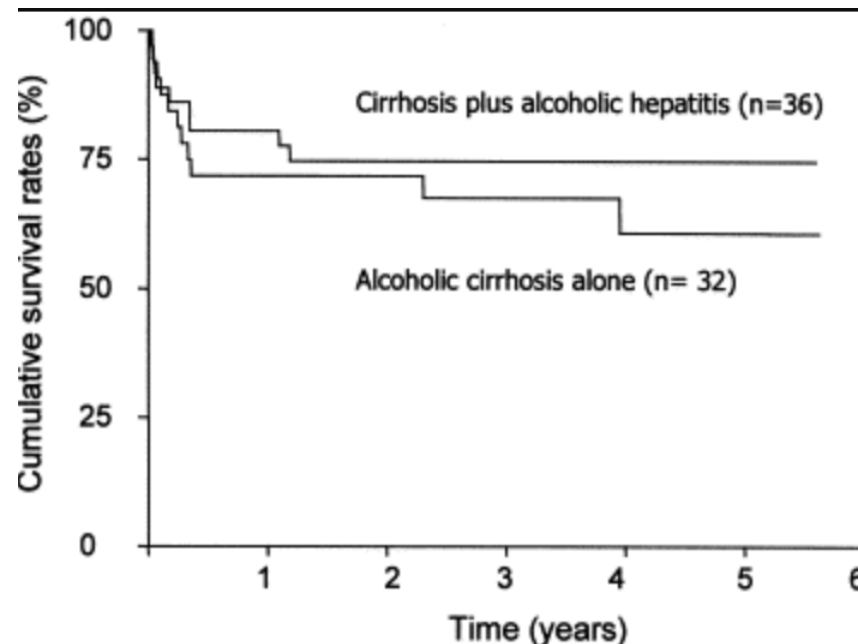 Cumulative survival rates (%)
100
75
50
25
0
Cirrhosis plus alcoholic hepatitis (n=36)
Alcoholic cirrhosis alone (n= 32)
1 2 3 4 5 6
Time (years)